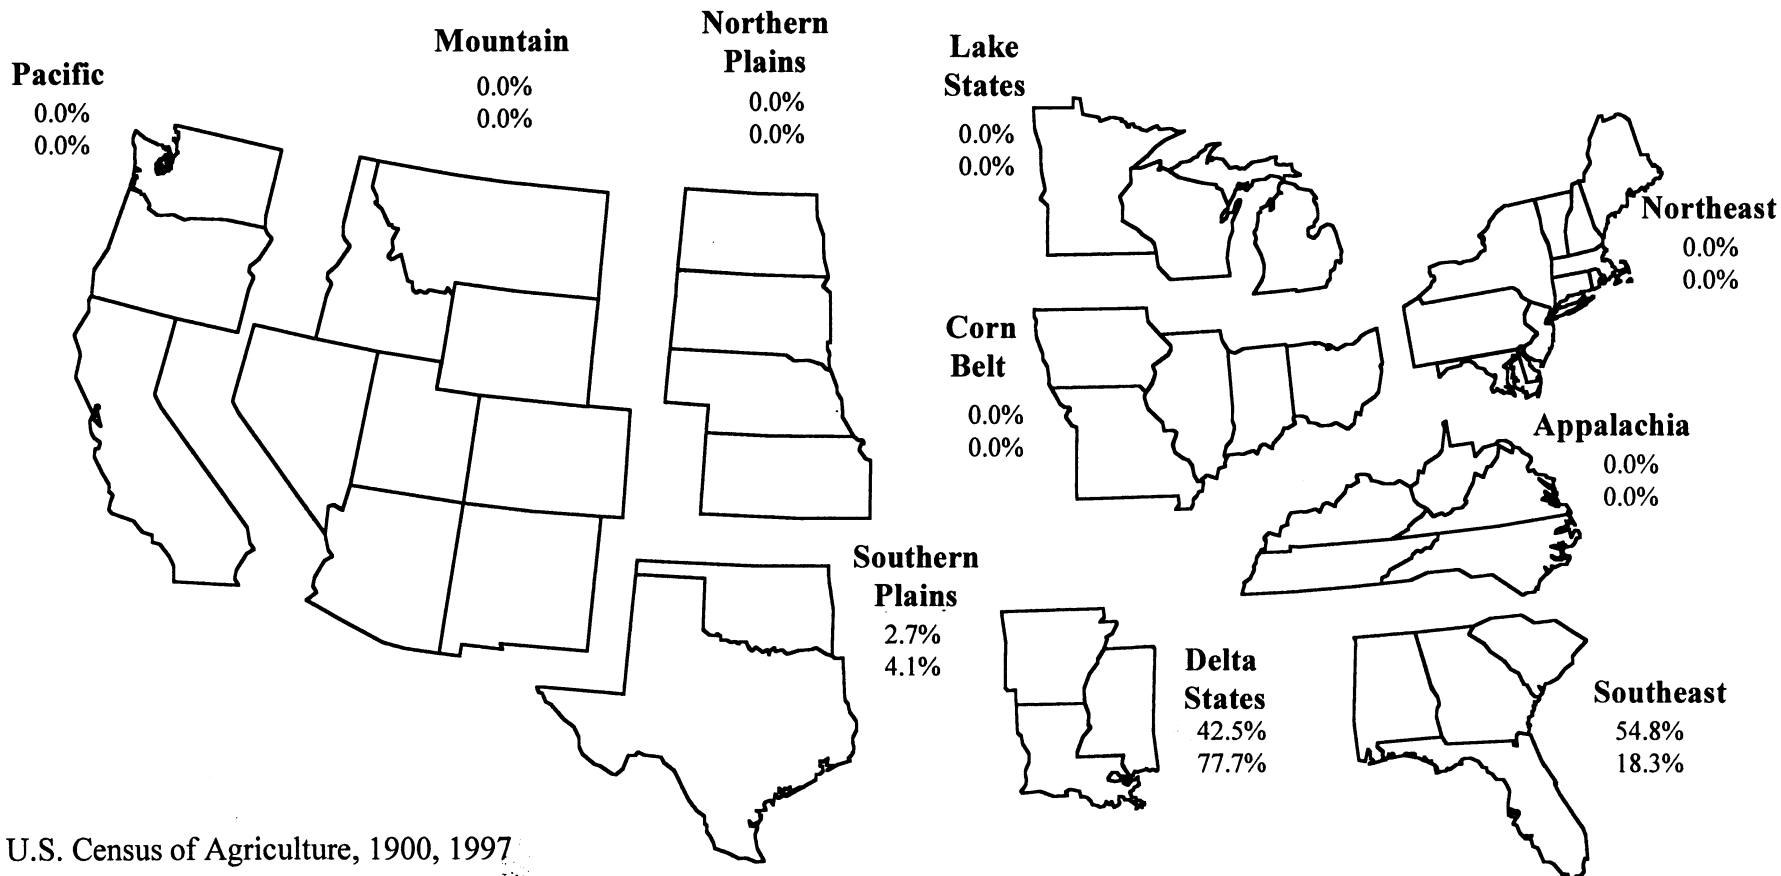 Pacific
0.0%
0.0%
Mountain
0.0%
0.0%
Northern
Plains
0.0%
0.0%
Lake
States
0.0%
0.0%
Northeast
0.0%
0.0%
Corn
Belt
0.0%
0.0%
Appalachia
0.0%
0.0%
Southern
Plains
2.7%
4.1%
Delta
States
42.5%
77.7%
Southeast
54.8%
18.3%
U.S. Census of Agriculture, 1900, 1997